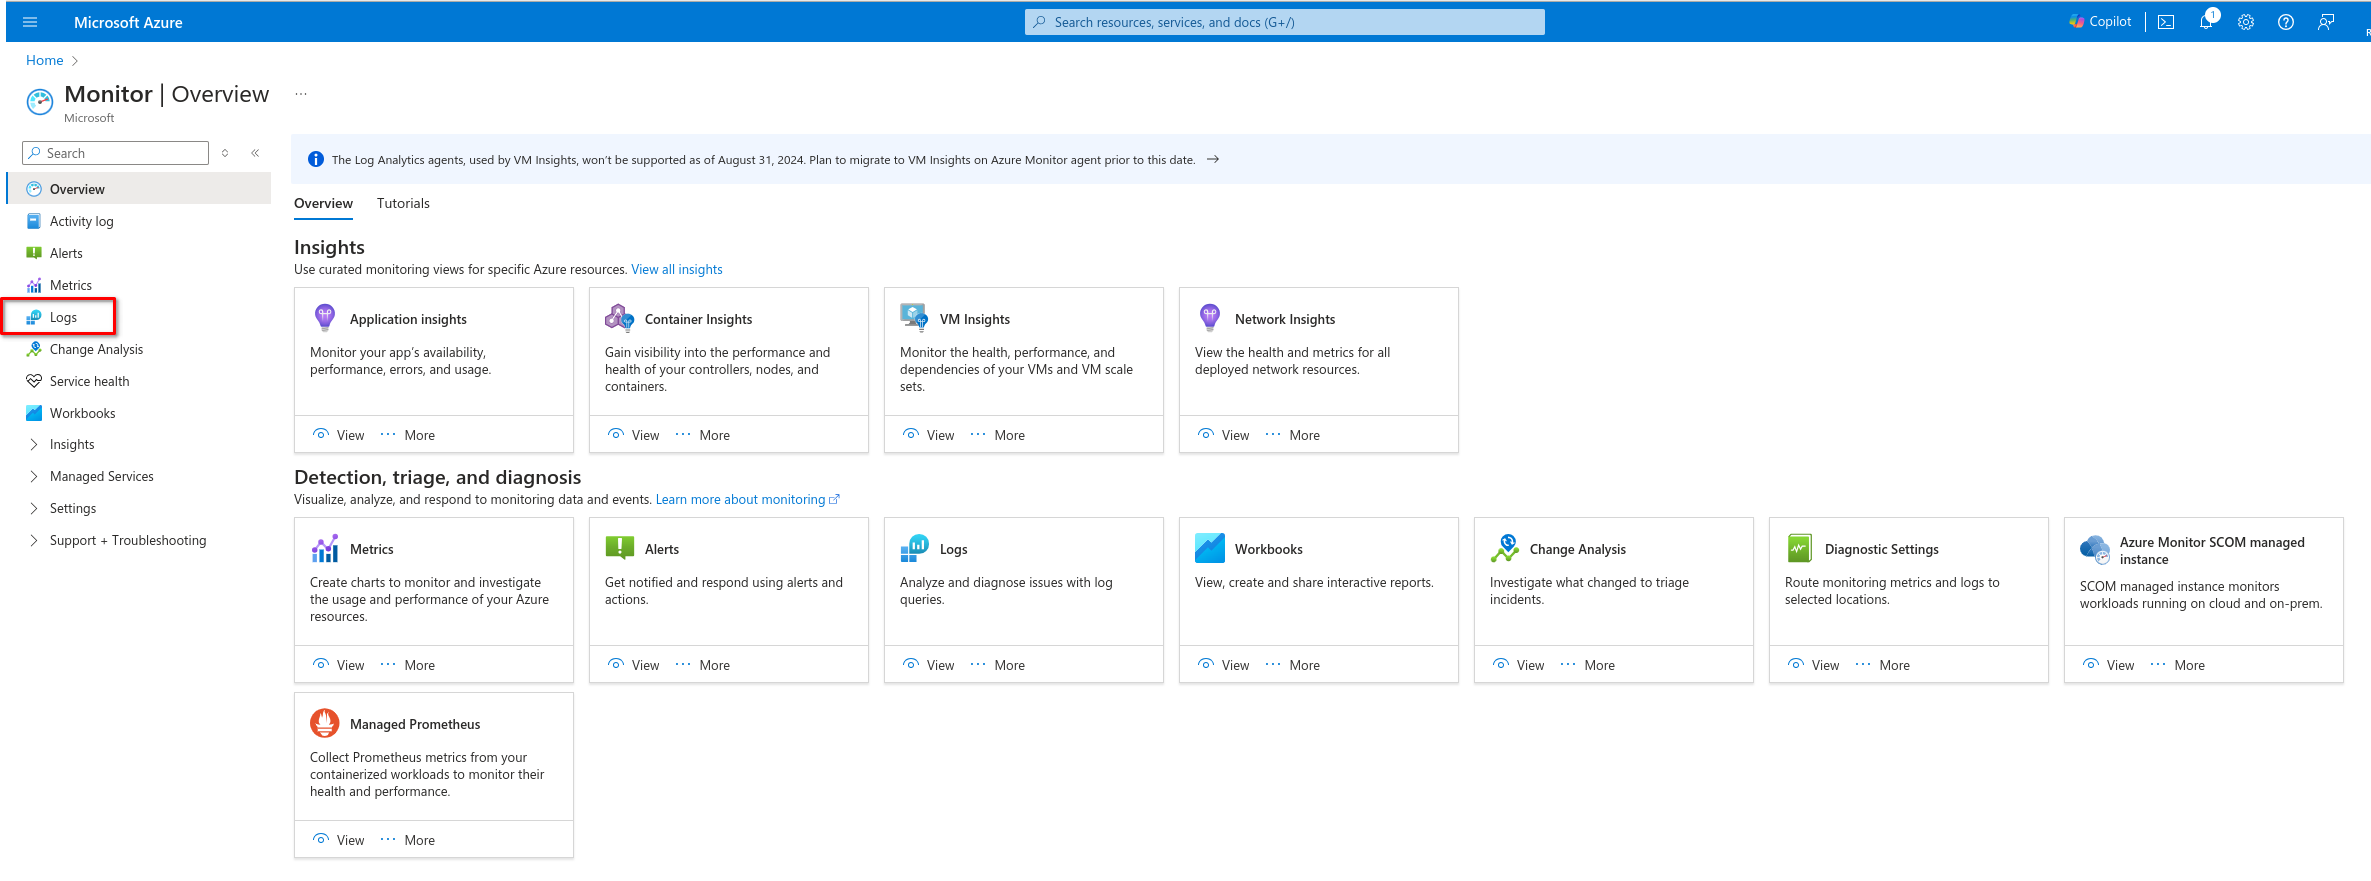 Microsoft Azure
Search resources, services, and docs (G+/)
Copilot
1
Home
Monitor | Overview
...
Microsoft
Search
The Log Analytics agents, used by VM Insights, won't be supported as of August 31, 2024. Plan to migrate to VM Insights on Azure Monitor agent prior to this date.
Overview
Activity log
Alerts
Metrics
Logs
Change Analysis
Service health
Workbooks
Insights
Managed Services
Settings
Support + Troubleshooting
Overview Tutorials
Insights
Use curated monitoring views for specific Azure resources. View all insights
Application insights
Monitor your app's availability,
performance, errors, and usage.
View ... More
Container Insights
Gain visibility into the performance and
health of your controllers, nodes, and
containers.
View ... More
VM Insights
Monitor the health, performance, and
dependencies of your VMs and VM scale
sets.
View ... More
Network Insights
View the health and metrics for all
deployed network resources.
View ... More
Detection, triage, and diagnosis
Visualize, analyze, and respond to monitoring data and events. Learn more about monitoring
Metrics
Create charts to monitor and investigate
the usage and performance of your Azure
resources.
View ... More
Alerts
Get notified and respond using alerts and
actions.
View ... More
Logs
Analyze and diagnose issues with log
queries.
View ... More
Workbooks
View, create and share interactive reports.
View ... More
Change Analysis
Investigate what changed to triage
incidents.
View ... More
Diagnostic Settings
Route monitoring metrics and logs to
selected locations.
View ... More
Azure Monitor SCOM managed
instance
SCOM managed instance monitors
workloads running on cloud and on-prem.
View ... More
Managed Prometheus
Collect Prometheus metrics from your
containerized workloads to monitor their
health and performance.
View ... More